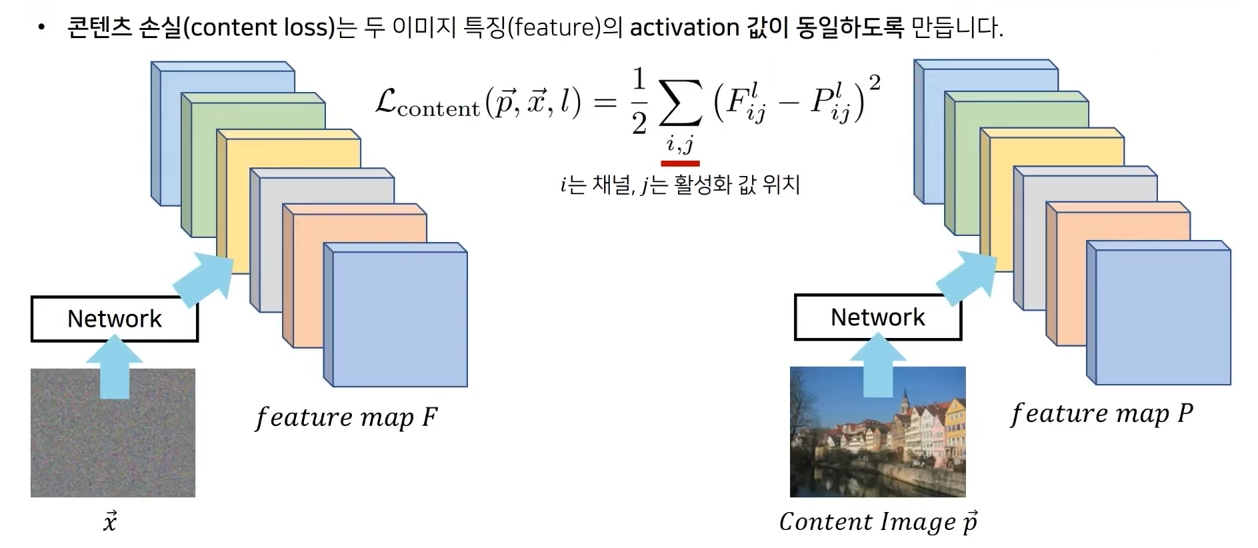 • 콘텐츠 손실(content loss)는 두 이미지 특징(feature)의 activation 값이 동일하도록 만듭니다.
$\mathcal{L}_{\text{content}}(\vec{p}, \vec{x}, l) = \frac{1}{2} \sum_{i,j} \left(F_{ij}^{l} - P_{ij}^{l}\right)^2$
i는 채널, j는 활성화 값 위치
Network
Network
feature map F
feature map P
$\vec{x}$
Content Image $\vec{p}$